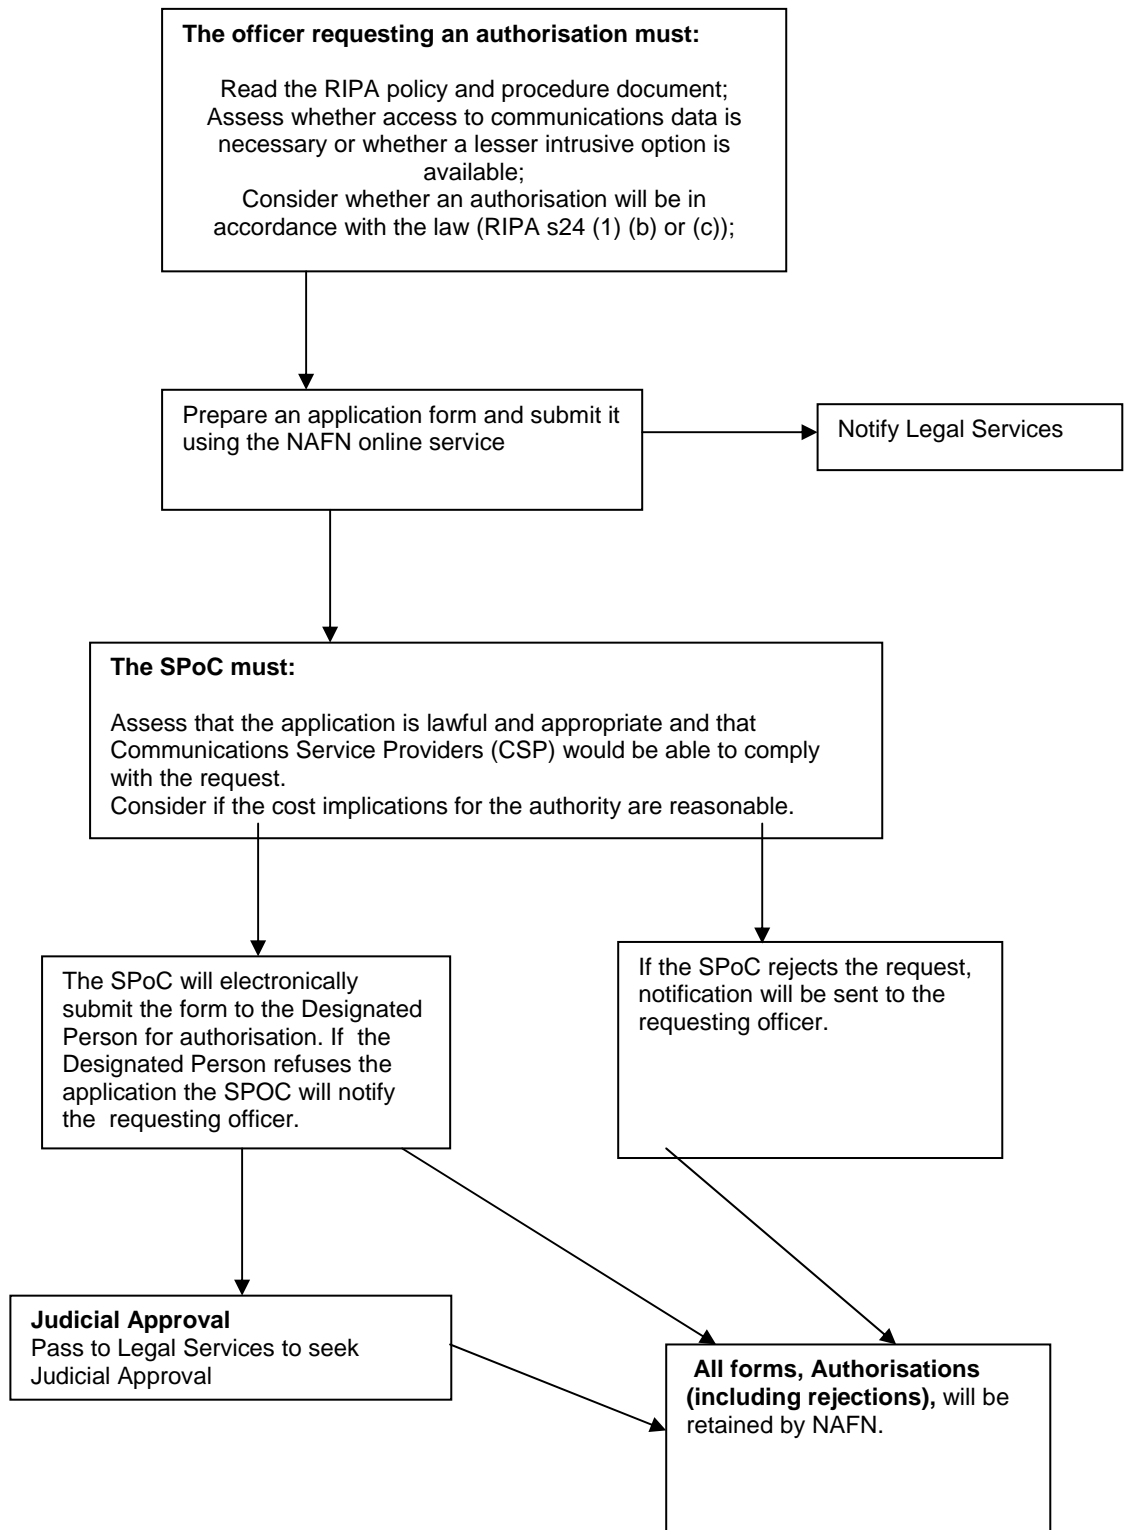 The officer requesting an authorisation must:
Read the RIPA policy and procedure document;
Assess whether access to communications data is
necessary or whether a lesser intrusive option is
available;
Consider whether an authorisation will be in
accordance with the law (RIPA s24 (1) (b) or (c));
Prepare an application form and submit it
using the NAFN online service
Notify Legal Services
The SPoC must:
Assess that the application is lawful and appropriate and that
Communications Service Providers (CSP) would be able to comply
with the request.
Consider if the cost implications for the authority are reasonable.
The SPoC will electronically
submit the form to the Designated
Person for authorisation. If  the
Designated Person refuses the
application the SPOC will notify
the  requesting officer.
If the SPoC rejects the request,
notification will be sent to the
requesting officer.
Judicial Approval
Pass to Legal Services to seek
Judicial Approval
All forms, Authorisations
(including rejections), will be
retained by NAFN.